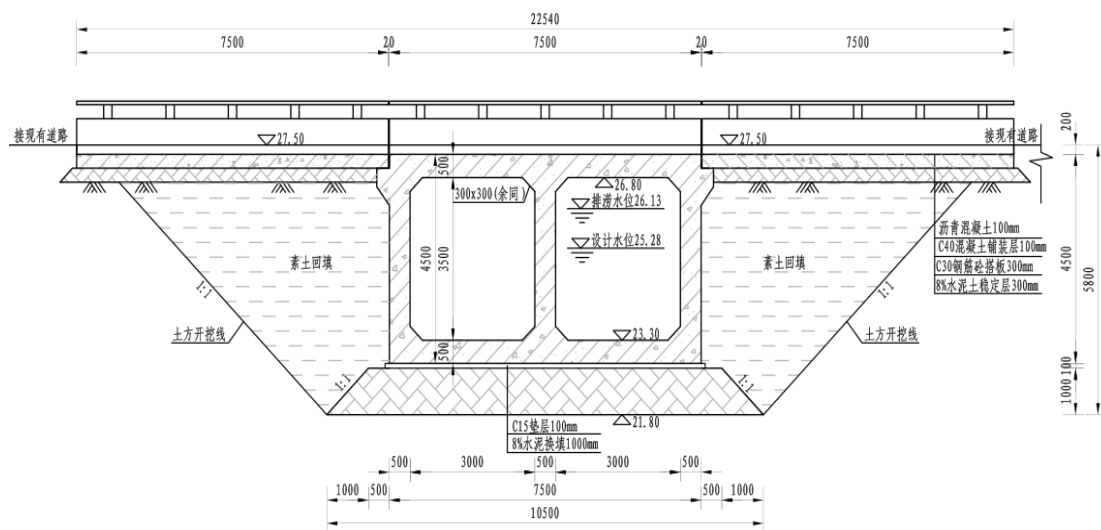 22540
7500
20
7500
20
7500
接现有道路
27.50
27.50
接现有道路
200
500
26.80
300x300(余同)
排涝水位26.13
设计水位25.28
4500
3500
素土回填
素土回填
沥青混凝土100mm
C40混凝土铺装层100mm
C30钢筋砼搭板300mm
8%水泥土稳定层300mm
4500
5800
1:1
1:1
土方开挖线
土方开挖线
23.30
500
1:1
1:1
100
1000
21.80
C15垫层100mm
8%水泥换填1000mm
500
3000
500
3000
500
1000
500
7500
500
1000
10500